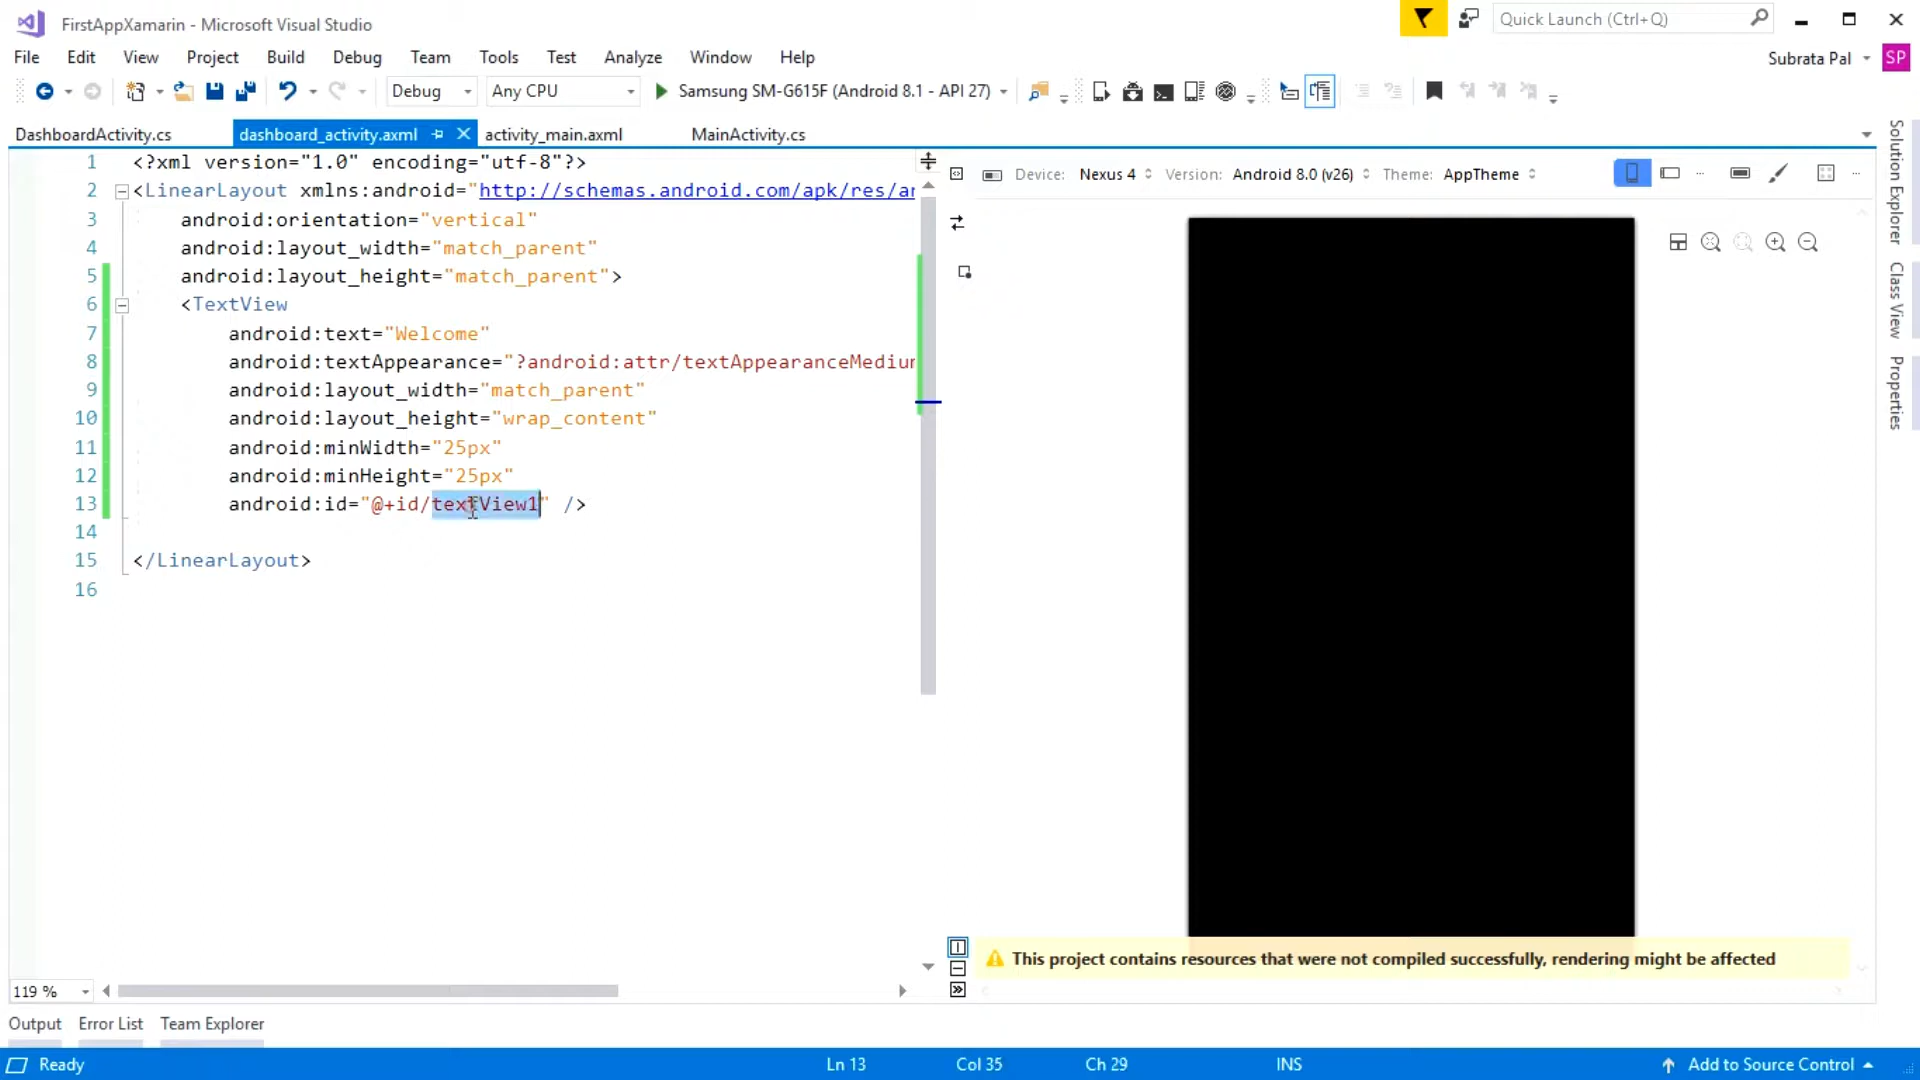 FirstAppXamarin - Microsoft Visual Studio
Quick Launch (Ctrl+Q)
File Edit View Project Build Debug Team Tools Test Analyze Window Help
Subrata Pal SP
Debug Any CPU Samsung SM-G615F (Android 8.1 - API 27)
DashboardActivity.cs dashboard_activity.axml activity_main.axml MainActivity.cs
Device: Nexus 4 Version: Android 8.0 (v26) Theme: AppTheme
1 <?xml version="1.0" encoding="utf-8"?>
2 <LinearLayout xmlns:android="http://schemas.android.com/apk/res/an
3 android:orientation="vertical"
4 android:layout_width="match_parent"
5 android:layout_height="match_parent">
6 <TextView
7 android:text="Welcome"
8 android:textAppearance="?android:attr/textAppearanceMedium
9 android:layout_width="match_parent"
10 android:layout_height="wrap_content"
11 android:minWidth="25px"
12 android:minHeight="25px"
13 android:id="@+id/textView1" />
14
15 </LinearLayout>
16
Solution Explorer
Class View
Properties
This project contains resources that were not compiled successfully, rendering might be affected
119 %
Output Error List Team Explorer
Ready Ln 13 Col 35 Ch 29 INS Add to Source Control